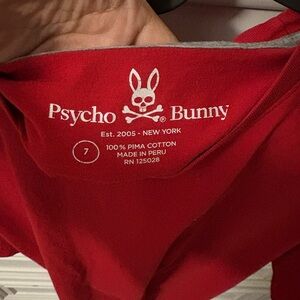 Psycho ® Bunny
Est. 2005 - NEW YORK
7
100% PIMA COTTON
MADE IN PERU
RN 125028